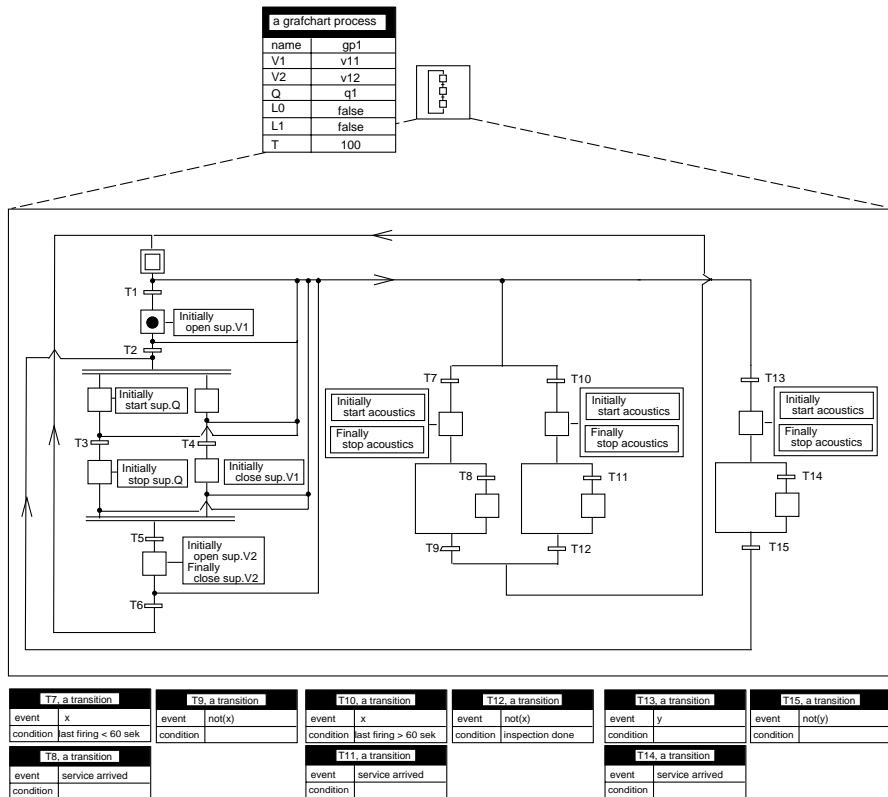 a grafchart process
name gp1
V1 v11
V2 v12
Q q1
L0 false
L1 false
T 100
T1
Initially
open sup.V1
T2
Initially
start sup.Q
T3
T4
Initially
stop sup.Q
Initially
close sup.V1
T5
Initially
open sup.V2
Finally
close sup.V2
T6
T7
Initially
start acoustics
Finally
stop acoustics
T8
T9
T10
Initially
start acoustics
Finally
stop acoustics
T11
T12
T13
Initially
start acoustics
Finally
stop acoustics
T14
T15
T7, a transition
event x
condition last firing < 60 sek
T9, a transition
event not(x)
condition
T10, a transition
event x
condition last firing > 60 sek
T12, a transition
event not(x)
condition inspection done
T13, a transition
event y
condition
T15, a transition
event not(y)
condition
T8, a transition
event service arrived
condition
T11, a transition
event service arrived
condition
T14, a transition
event service arrived
condition